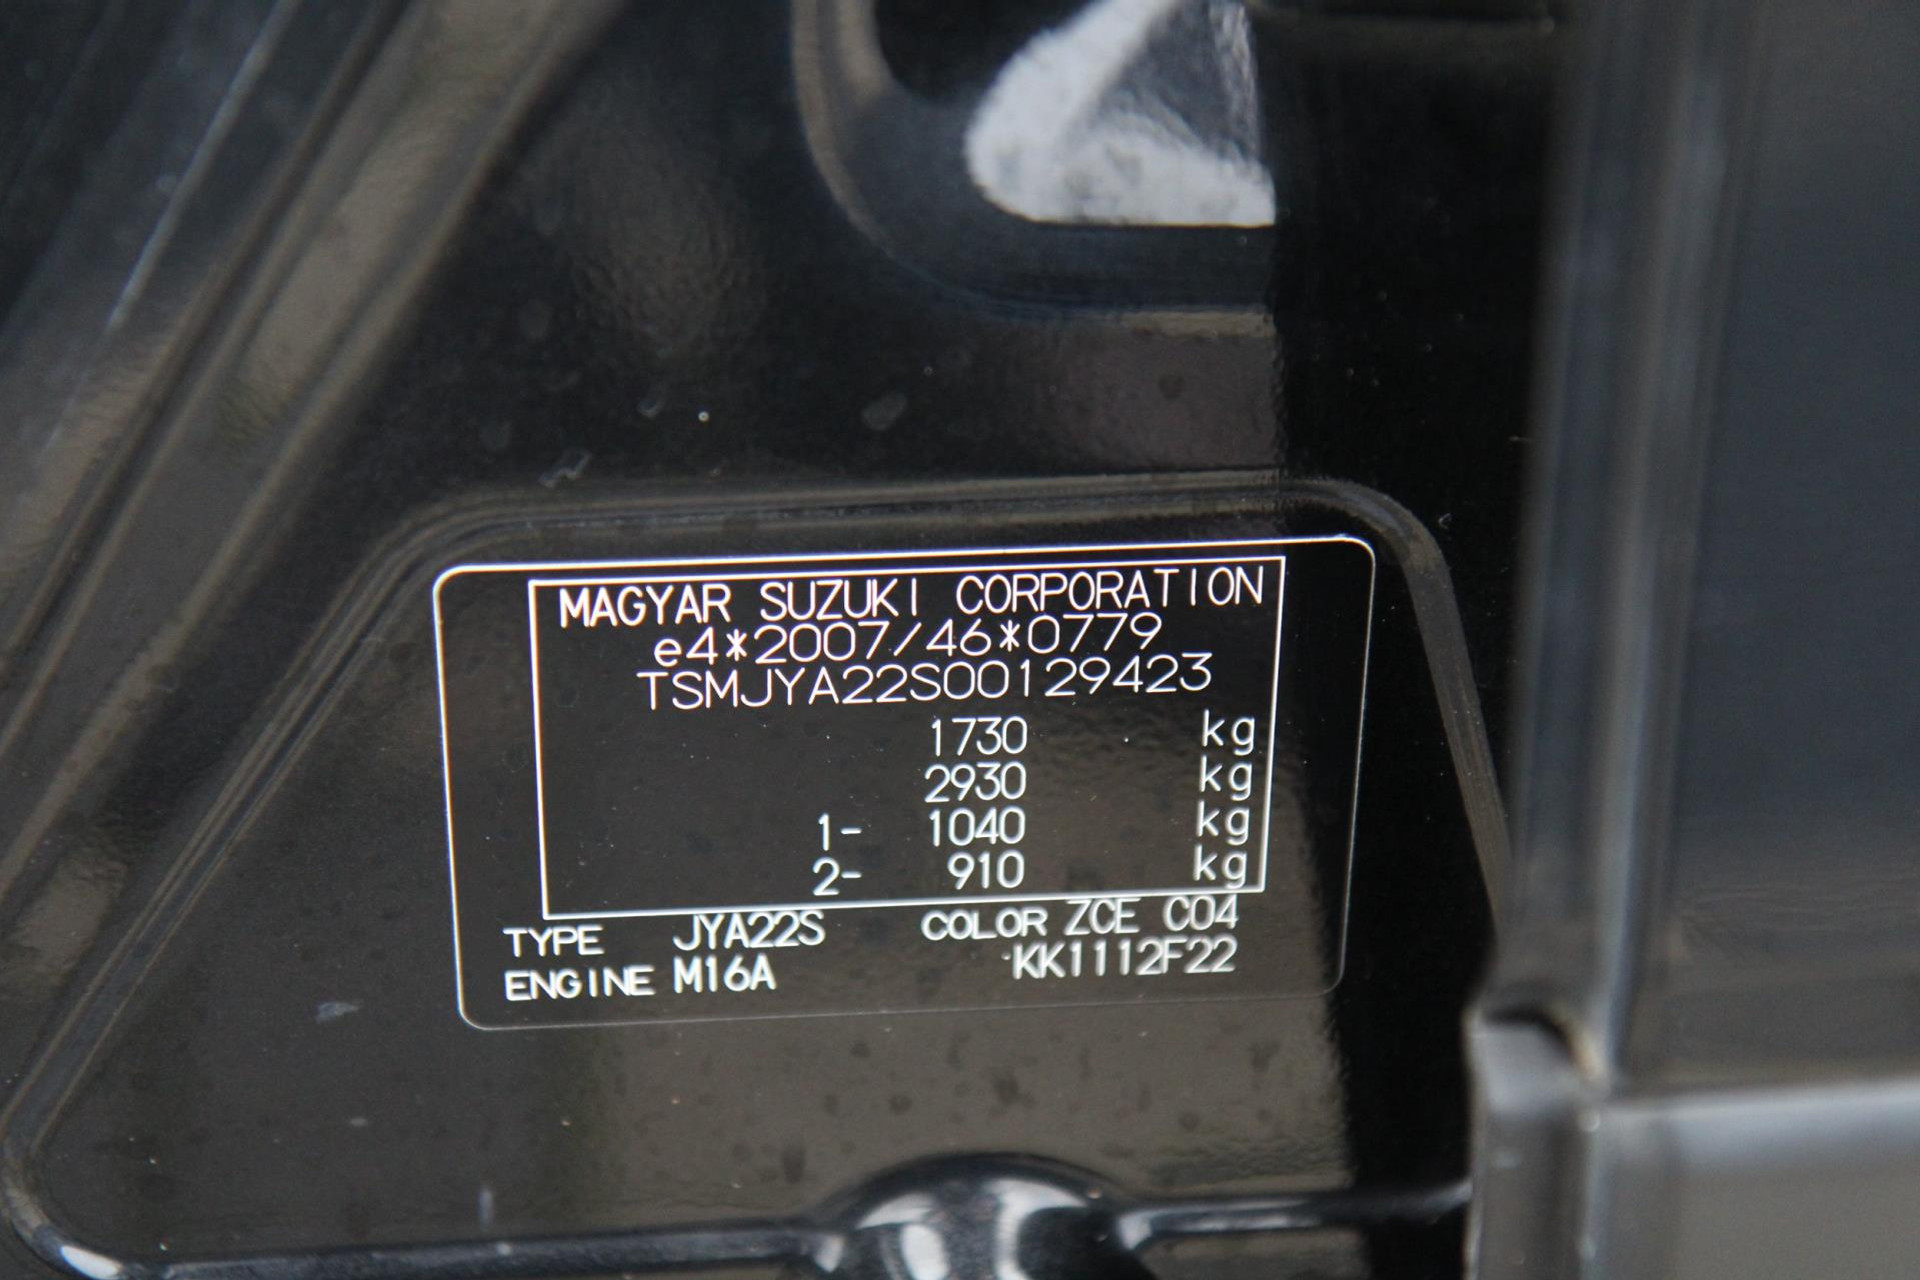 MAGYAR SUZUKI CORPORATION
e4*2007/46*0779
TSMJYA22S00129423
1730 kg
2930 kg
1- 1040 kg
2- 910 kg
TYPE JYA22S COLOR ZCE C04
ENGINE M16A KK1112F22